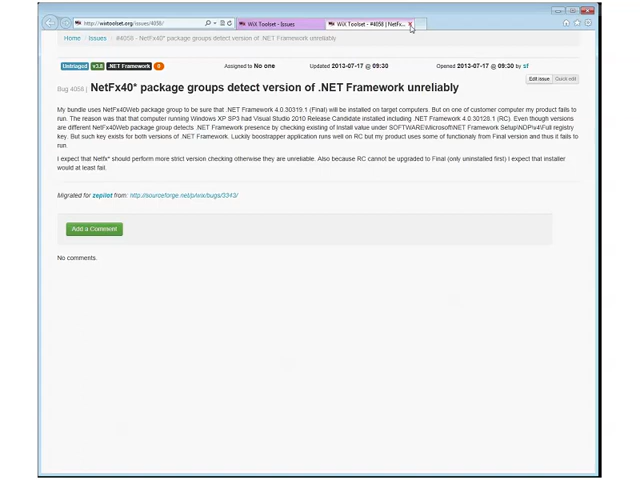 http://wixtoolset.org/issues/4058/
WiX Toolset - Issues
WiX Toolset - #4058 | NetFx...
Home / Issues / #4058 - NetFx40* package groups detect version of .NET Framework unreliably
Untriaged v3.8 .NET Framework 0 Assigned to No one Updated 2013-07-17 @ 09:30 Opened 2013-07-17 @ 09:30 by sf
Edit issue Quick edit
Bug 4058 | NetFx40* package groups detect version of .NET Framework unreliably
My bundle uses NetFx40Web package group to be sure that .NET Framework 4.0.30319.1 (Final) will be installed on target computers. But on one of customer computer my product fails to
run. The reason was that that computer running Windows XP SP3 had Visual Studio 2010 Release Candidate installed including .NET Framework 4.0.30128.1 (RC). Even though versions
are different NetFx40Web package group detects .NET Framework presence by checking existing of Install value under SOFTWARE\Microsoft\NET Framework Setup\NDP\v4\Full registry
key. But such key exists for both versions of .NET Framework. Luckily boostrapper application runs well on RC but my product uses some of functionaly from Final version and thus it fails to
run.
I expect that Netfx* should perform more strict version checking otherwise they are unreliable. Also because RC cannot be upgraded to Final (only uninstalled first) I expect that installer
would at least fail.
Migrated for zepilot from: http://sourceforge.net/p/wix/bugs/3343/
Add a Comment
No comments.